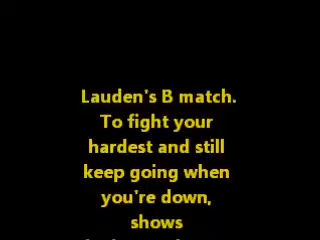 Lauden's B match.
To fight your
hardest and still
keep going when
you're down,
shows